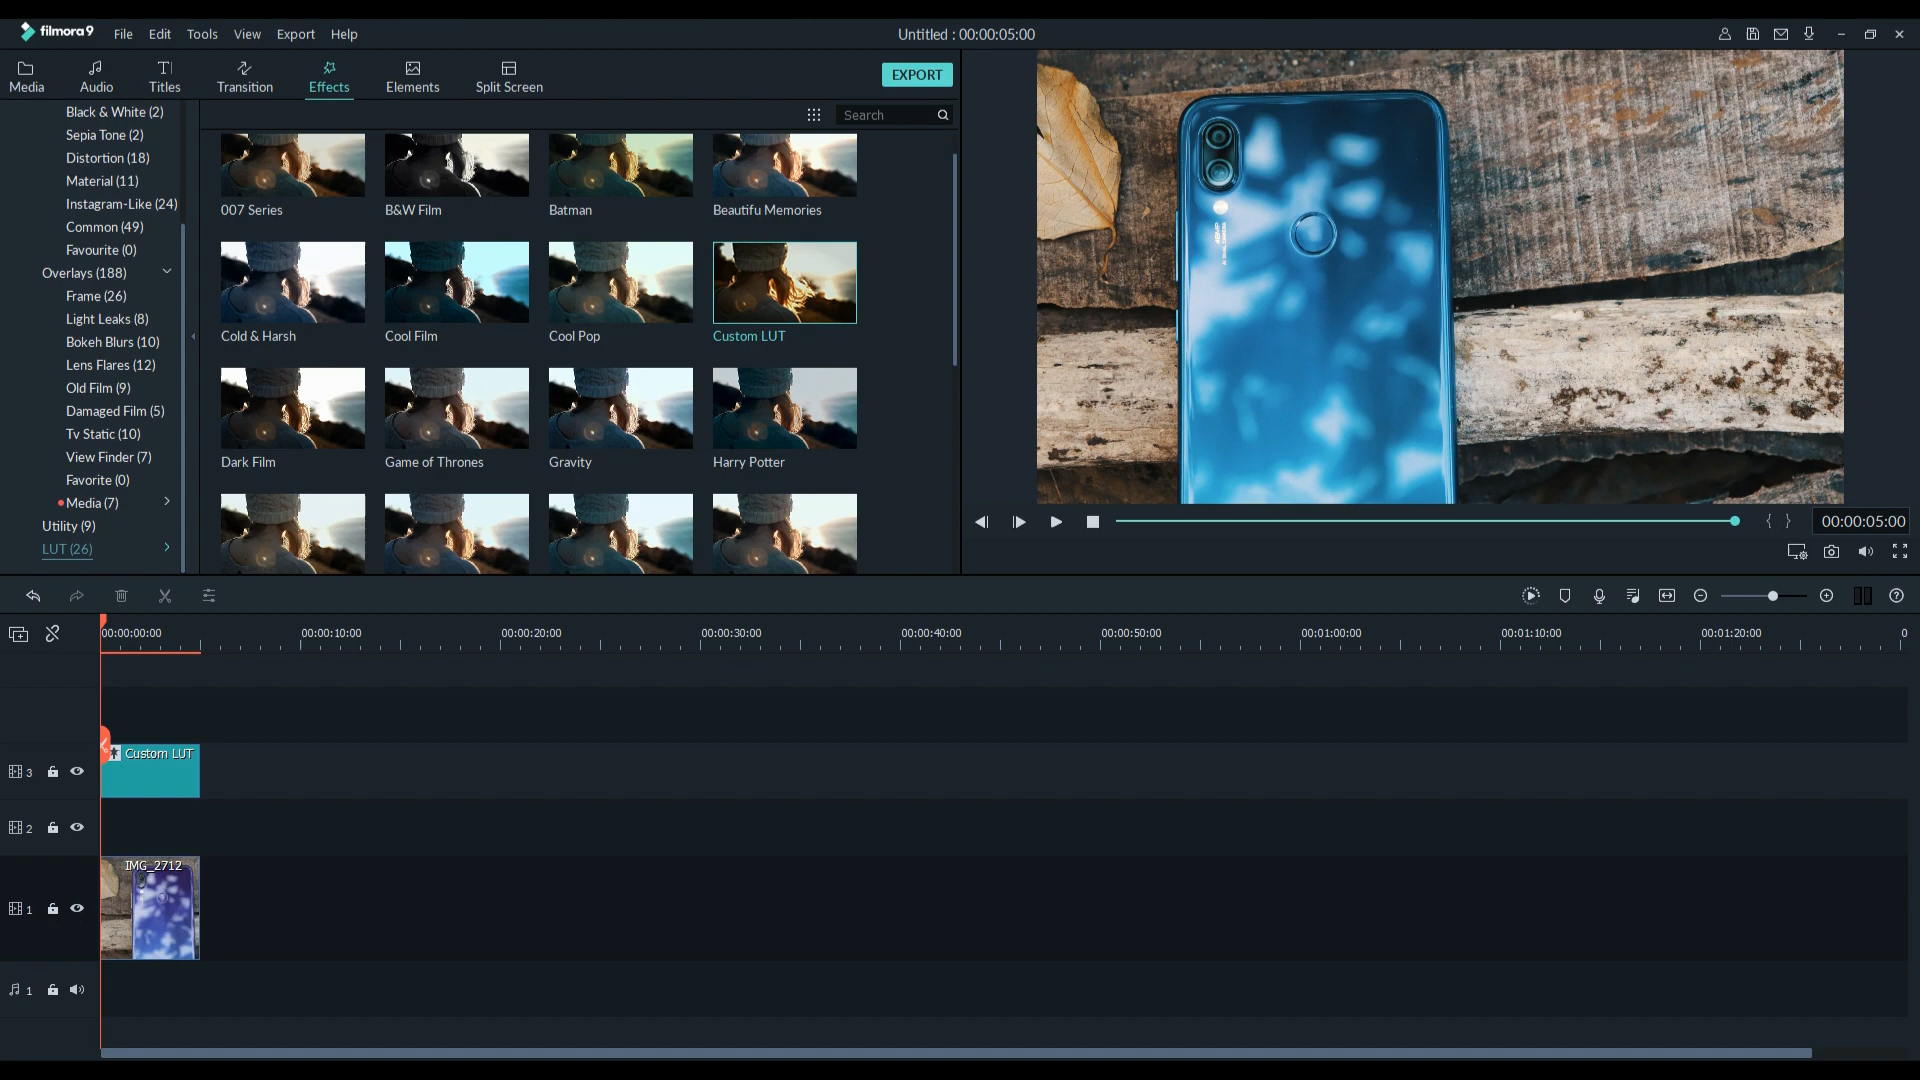 filmora9 File Edit Tools View Export Help
Untitled : 00:00:05:00
Media Audio Titles Transition Effects Elements Split Screen
EXPORT
Search
Black & White (2)
Sepia Tone (2)
Distortion (18)
Material (11)
Instagram-Like (24)
Common (49)
Favourite (0)
Overlays (188)
Frame (26)
Light Leaks (8)
Bokeh Blurs (10)
Lens Flares (12)
Old Film (9)
Damaged Film (5)
Tv Static (10)
View Finder (7)
Favorite (0)
Media (7)
Utility (9)
LUT (26)
007 Series B&W Film Batman Beautifu Memories
Cold & Harsh Cool Film Cool Pop Custom LUT
Dark Film Game of Thrones Gravity Harry Potter
{ } 00:00:05:00
00:00:00:00 00:00:10:00 00:00:20:00 00:00:30:00 00:00:40:00 00:00:50:00 00:01:00:00 00:01:10:00 00:01:20:00 0
3
Custom LUT
2
1
IMG_2712
1